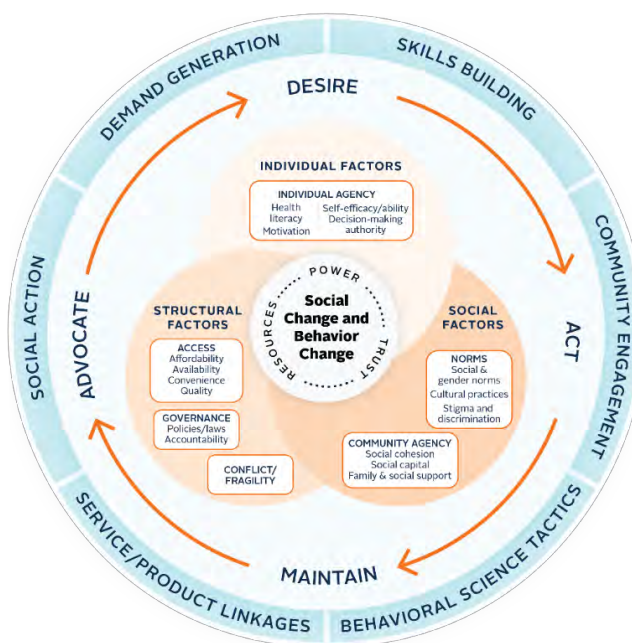 DEMAND GENERATION
SKILLS BUILDING
COMMUNITY ENGAGEMENT
BEHAVIORAL SCIENCE TACTICS
SERVICE/PRODUCT LINKAGES
SOCIAL ACTION
DESIRE
ACT
MAINTAIN
ADVOCATE
INDIVIDUAL FACTORS
INDIVIDUAL AGENCY
Health
literacy
Motivation
Self-efficacy/ability
Decision-making
authority
POWER
TRUST
RESOURCES
Social
Change and
Behavior
Change
STRUCTURAL
FACTORS
ACCESS
Affordability
Availability
Convenience
Quality
GOVERNANCE
Policies/laws
Accountability
CONFLICT/
FRAGILITY
SOCIAL
FACTORS
NORMS
Social &
gender norms
Cultural practices
Stigma and
discrimination
COMMUNITY AGENCY
Social cohesion
Social capital
Family & social support